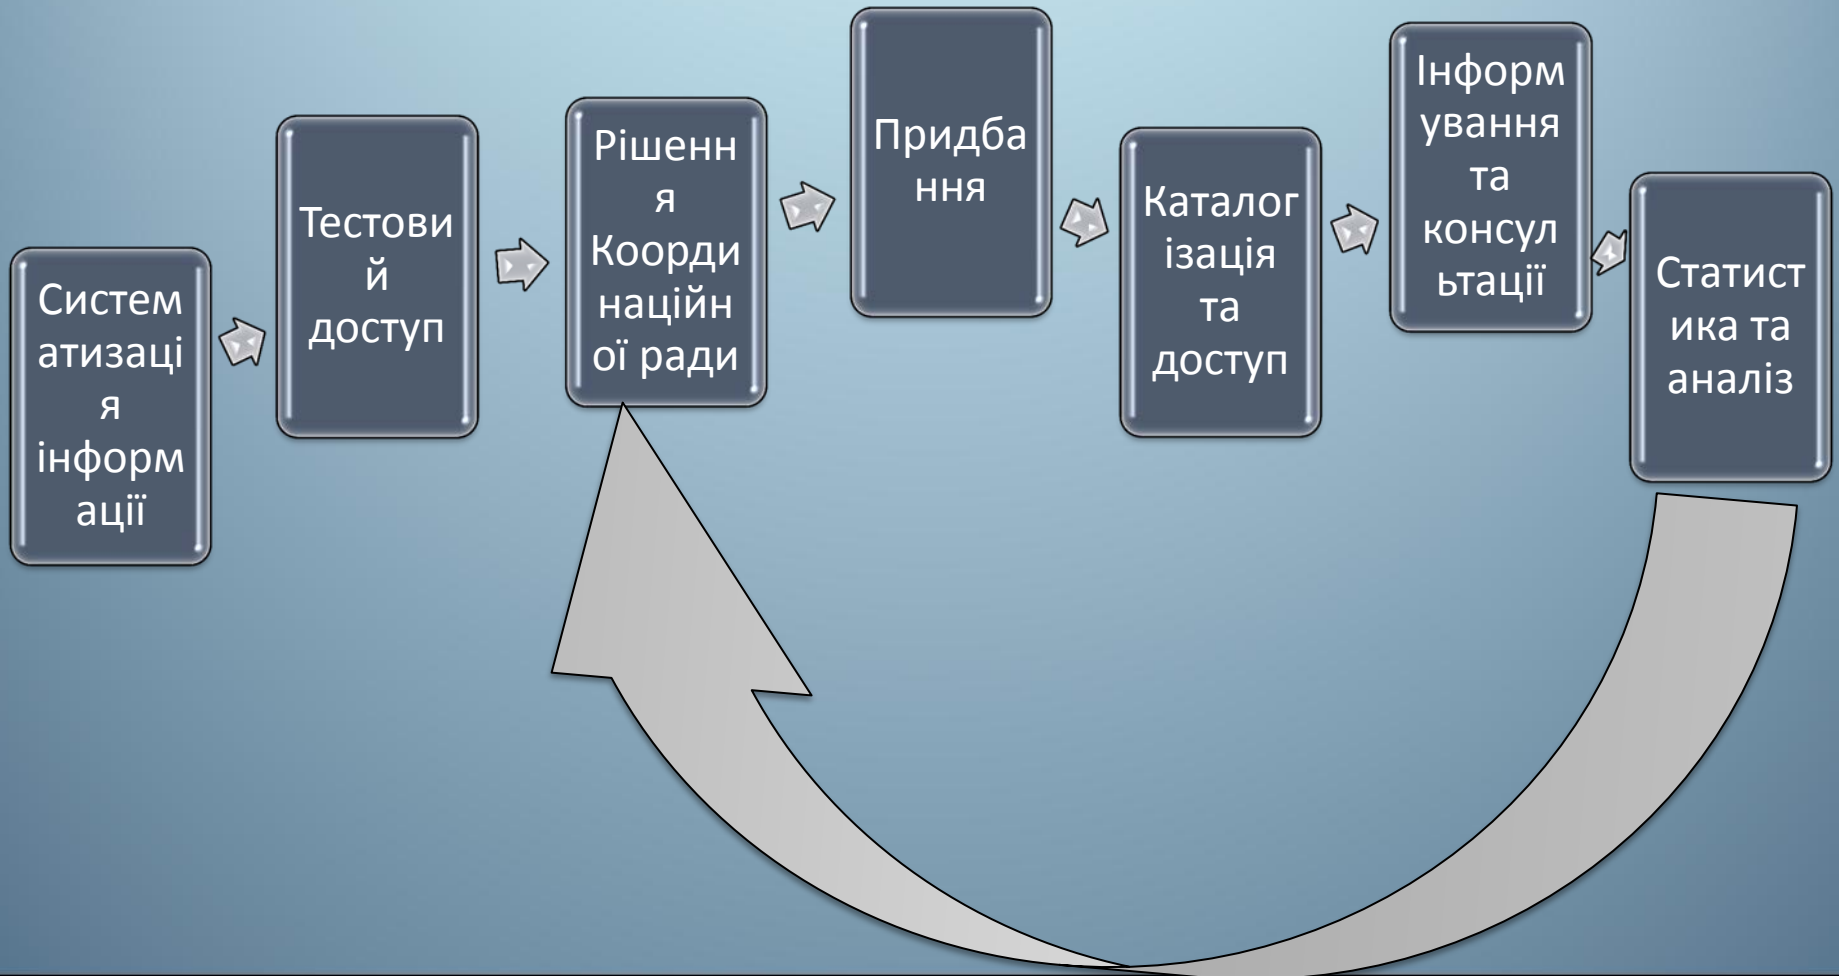 Систем
атизаці
я
інформ
ації
Тестови
й
доступ
Рішенн
я
Коорди
наційн
ої ради
Придба
ння
Каталог
ізація
та
доступ
Інформ
ування
та
консул
ьтації
Статист
ика та
аналіз